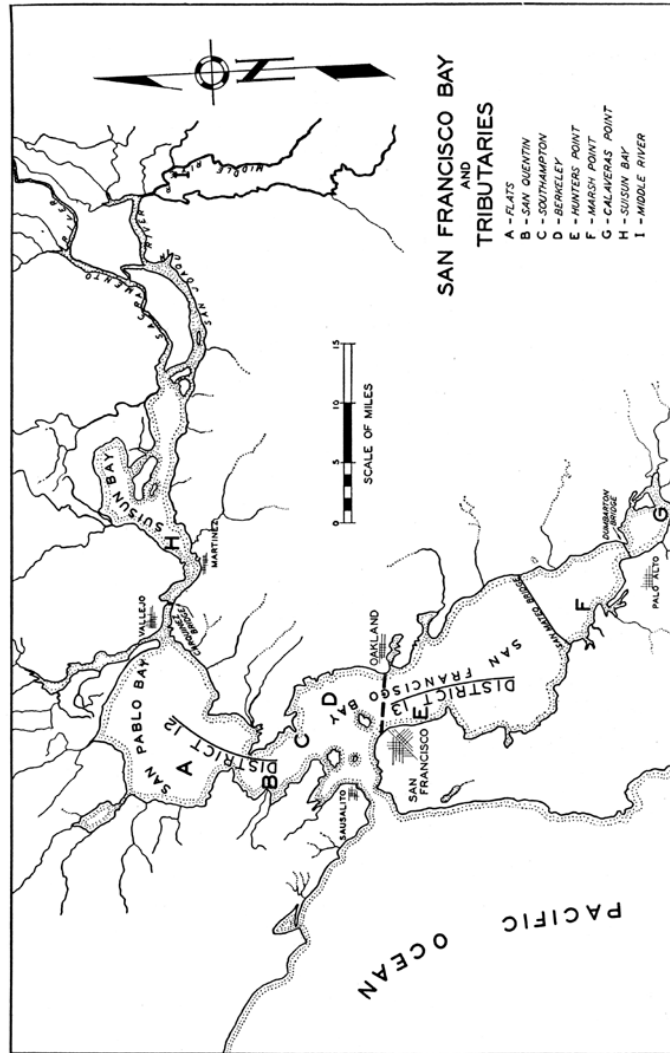 SAN FRANCISCO BAY
AND
TRIBUTARIES
A - FLATS
B - SAN QUENTIN
C - SOUTHAMPTON
D - BERKELEY
E - HUNTERS POINT
F - MARSH POINT
G - CALAVERAS POINT
H - SUISUN BAY
I - MIDDLE RIVER
N
SCALE OF MILES
0 5 10 15
SACRAMENTO RIVER
SAN JOAQUIN RIVER
MIDDLE RIVER
SUISUN BAY
H
MARTINEZ
VALLEJO
CARQUINEZ
BRIDGE
SAN PABLO BAY
A
DISTRICT 12
B
C
D
SAUSALITO
OAKLAND
SAN
FRANCISCO
SAN FRANCISCO BAY
DISTRICT 13
E
SAN MATEO BRIDGE
F
DUMBARTON
BRIDGE
PALO ALTO
G
PACIFIC OCEAN